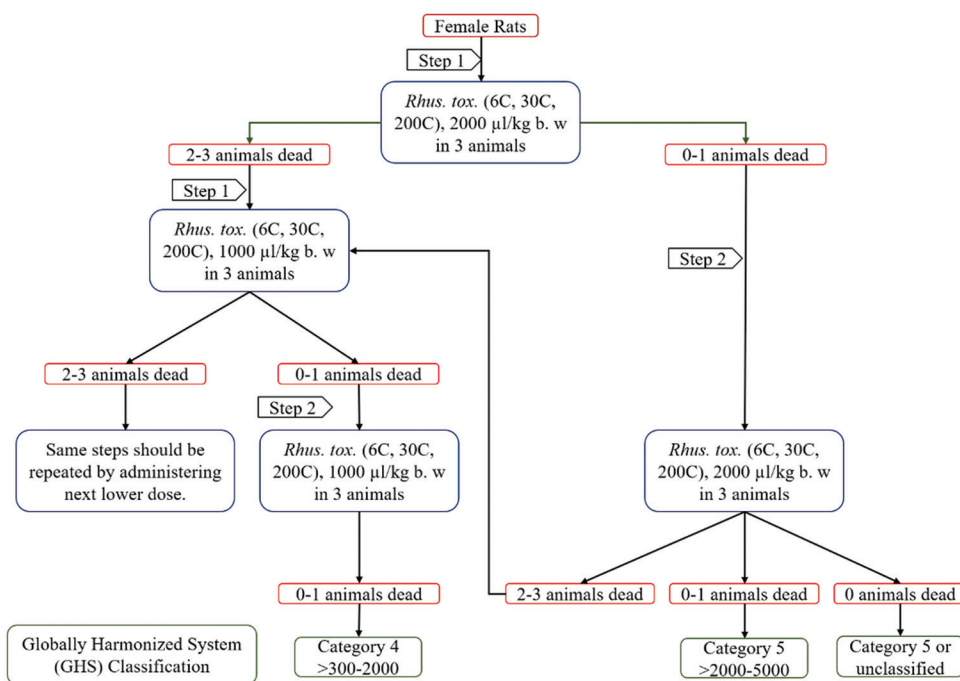 Female Rats
Step 1
Rhus. tox. (6C, 30C,
200C), 2000 µl/kg b. w
in 3 animals
2-3 animals dead
0-1 animals dead
Step 1
Rhus. tox. (6C, 30C,
200C), 1000 µl/kg b. w
in 3 animals
Step 2
2-3 animals dead
0-1 animals dead
Step 2
Same steps should be
repeated by administering
next lower dose.
Rhus. tox. (6C, 30C,
200C), 1000 µl/kg b. w
in 3 animals
Rhus. tox. (6C, 30C,
200C), 2000 µl/kg b. w
in 3 animals
0-1 animals dead
2-3 animals dead
0-1 animals dead
0 animals dead
Globally Harmonized System
(GHS) Classification
Category 4
>300-2000
Category 5
>2000-5000
Category 5 or
unclassified